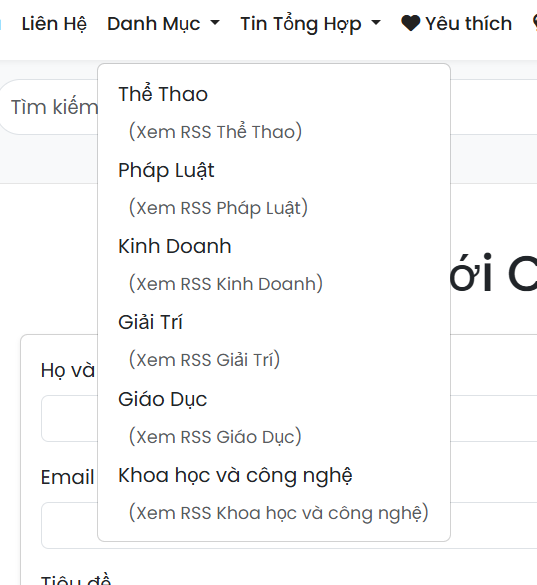 Liên Hệ Danh Mục Tin Tổng Hợp Yêu thích
Tìm kiếm
Thể Thao
(Xem RSS Thể Thao)
Pháp Luật
(Xem RSS Pháp Luật)
Kinh Doanh
(Xem RSS Kinh Doanh)
ới C
Giải Trí
(Xem RSS Giải Trí)
Họ và
Giáo Dục
(Xem RSS Giáo Dục)
Email
Khoa học và công nghệ
(Xem RSS Khoa học và công nghệ)
Tiêu đề